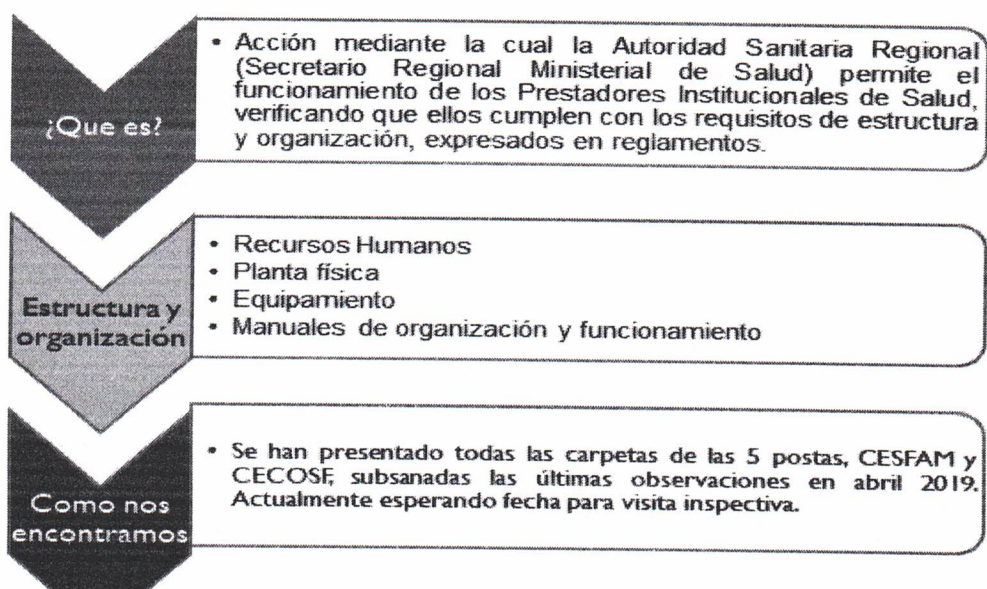 ¿Que es?
• Acción mediante la cual la Autoridad Sanitaria Regional
(Secretario Regional Ministerial de Salud) permite el
funcionamiento de los Prestadores Institucionales de Salud,
verificando que ellos cumplen con los requisitos de estructura
y organización, expresados en reglamentos.
Estructura y
organización
• Recursos Humanos
• Planta física
• Equipamiento
• Manuales de organización y funcionamiento
Como nos
encontramos
• Se han presentado todas las carpetas de las 5 postas, CESFAM y
CECOSF, subsanadas las últimas observaciones en abril 2019.
Actualmente esperando fecha para visita inspectiva.